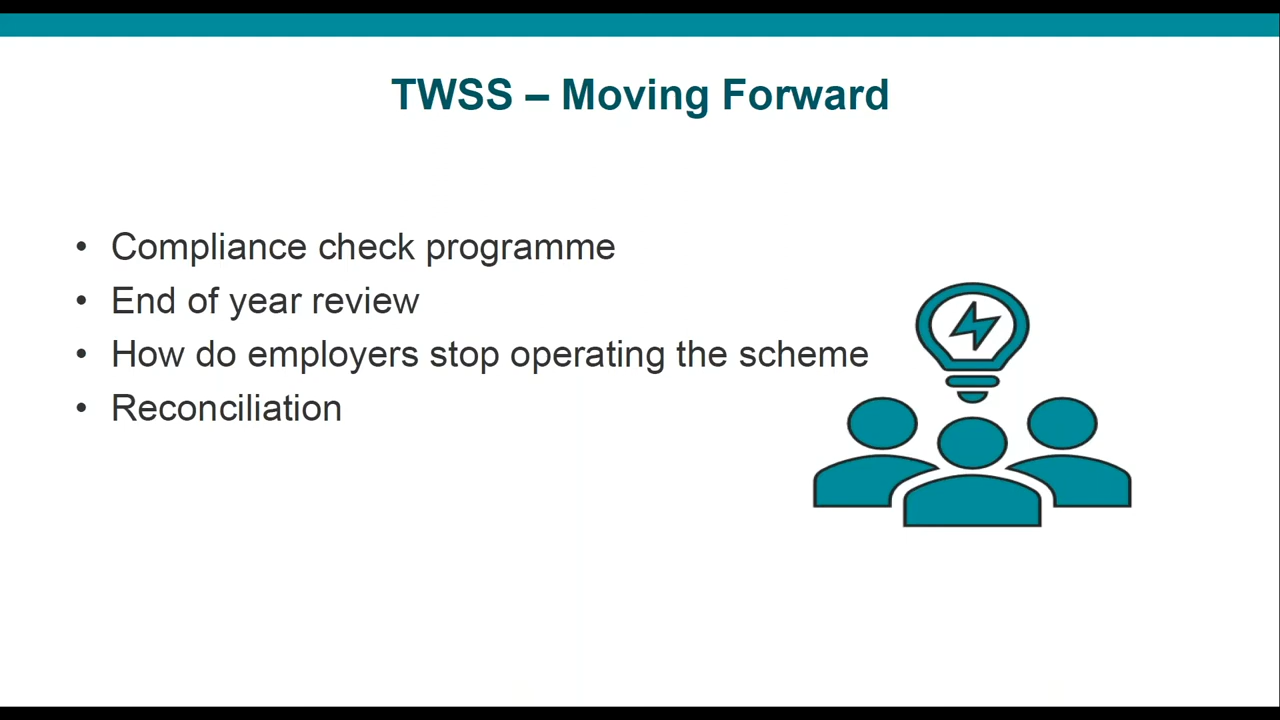 TWSS – Moving Forward
• Compliance check programme
• End of year review
• How do employers stop operating the scheme
• Reconciliation